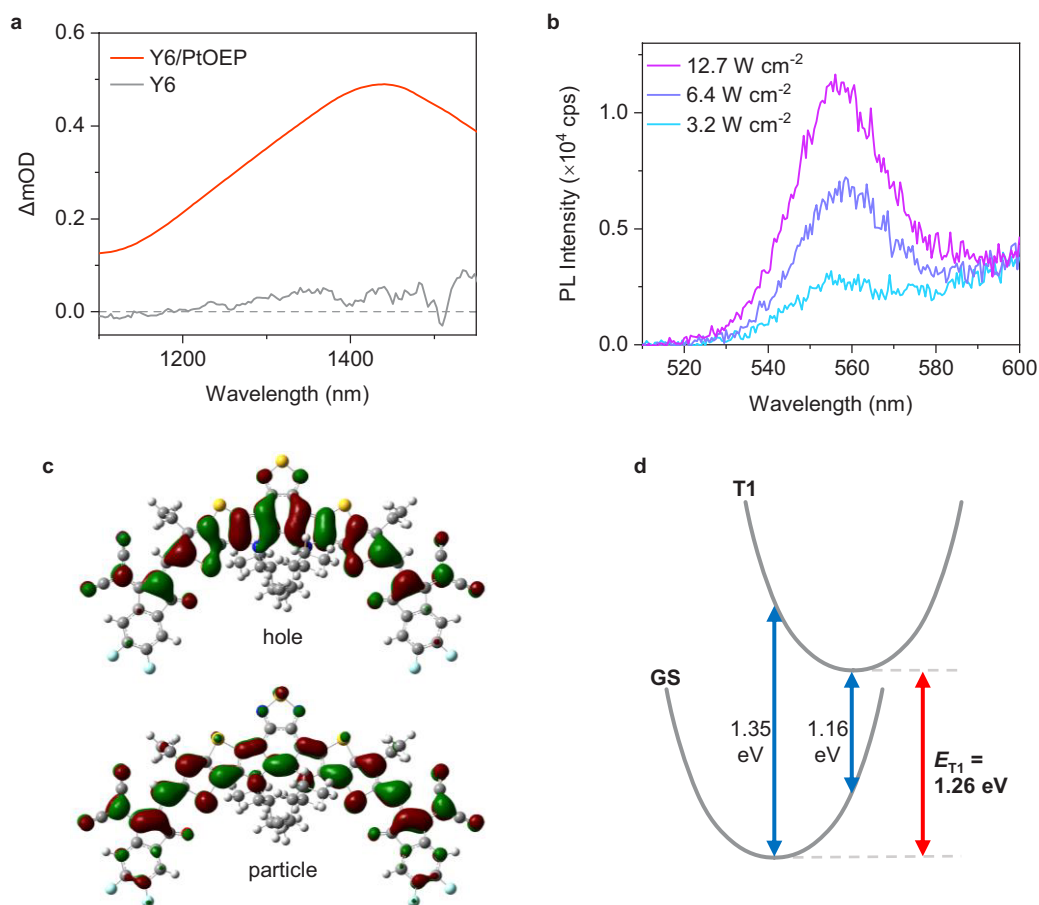 a
0.6
Y6/PtOEP
Y6
0.4
0.2
0.0
ΔmOD
1200
1400
Wavelength (nm)
b
12.7 W cm⁻²
6.4 W cm⁻²
3.2 W cm⁻²
1.0
0.5
0.0
PL Intensity (×10⁴ cps)
520
540
560
580
600
Wavelength (nm)
c
hole
particle
d
T1
GS
1.35
eV
1.16
eV
E_T1 =
1.26 eV